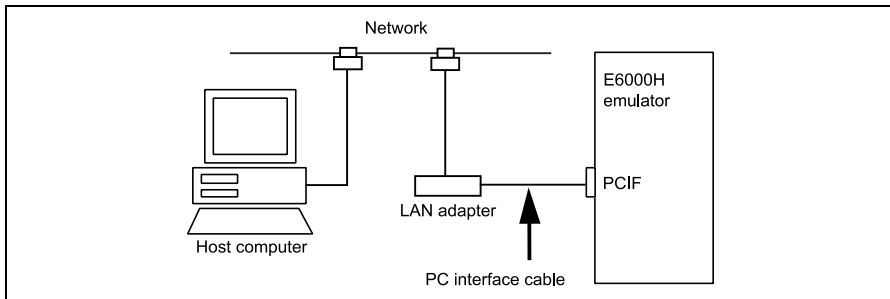 Network
E6000H
emulator
PCIF
LAN adapter
Host computer
PC interface cable